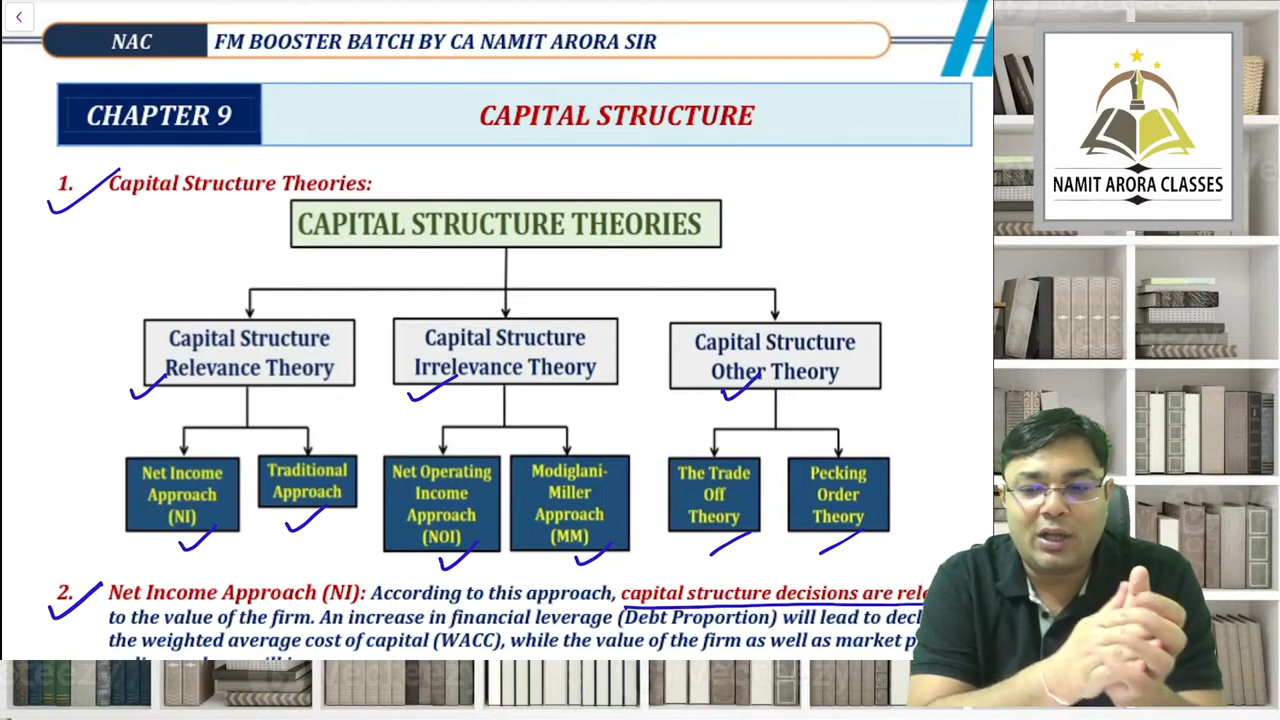 NAC
FM BOOSTER BATCH BY CA NAMIT ARORA SIR
CHAPTER 9
CAPITAL STRUCTURE
1. Capital Structure Theories:
CAPITAL STRUCTURE THEORIES
Capital Structure
Relevance Theory
Capital Structure
Irrelevance Theory
Capital Structure
Other Theory
Net Income
Approach
(NI)
Traditional
Approach
Net Operating
Income
Approach
(NOI)
Modiglani-
Miller
Approach
(MM)
The Trade
Off
Theory
Pecking
Order
Theory
2. Net Income Approach (NI): According to this approach, capital structure decisions are
to the value of the firm. An increase in financial leverage (Debt Proportion) will lead to
the weighted average cost of capital (WACC), while the value of the firm as well as market
NAMIT ARORA CLASSES